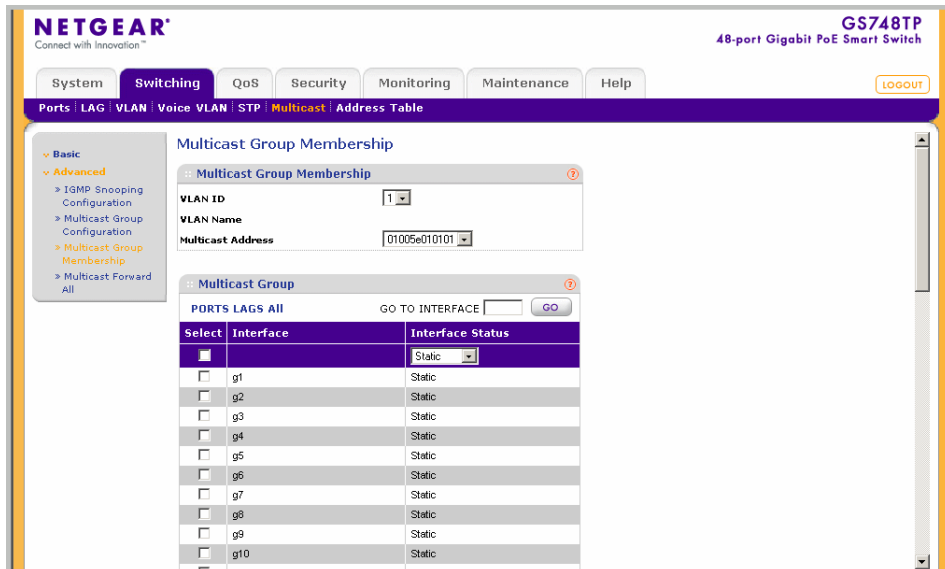 NETGEAR®
Connect with Innovation™
GS748TP
48-port Gigabit PoE Smart Switch
System Switching QoS Security Monitoring Maintenance Help LOGOUT
Ports LAG VLAN Voice VLAN STP Multicast Address Table
Basic
Advanced
» IGMP Snooping
Configuration
» Multicast Group
Configuration
» Multicast Group
Membership
» Multicast Forward
All
Multicast Group Membership
Multicast Group Membership ?
VLAN ID 1
VLAN Name
Multicast Address 01005e010101
Multicast Group ?
PORTS LAGS All GO TO INTERFACE GO
Select Interface Interface Status
Static
g1 Static
g2 Static
g3 Static
g4 Static
g5 Static
g6 Static
g7 Static
g8 Static
g9 Static
g10 Static